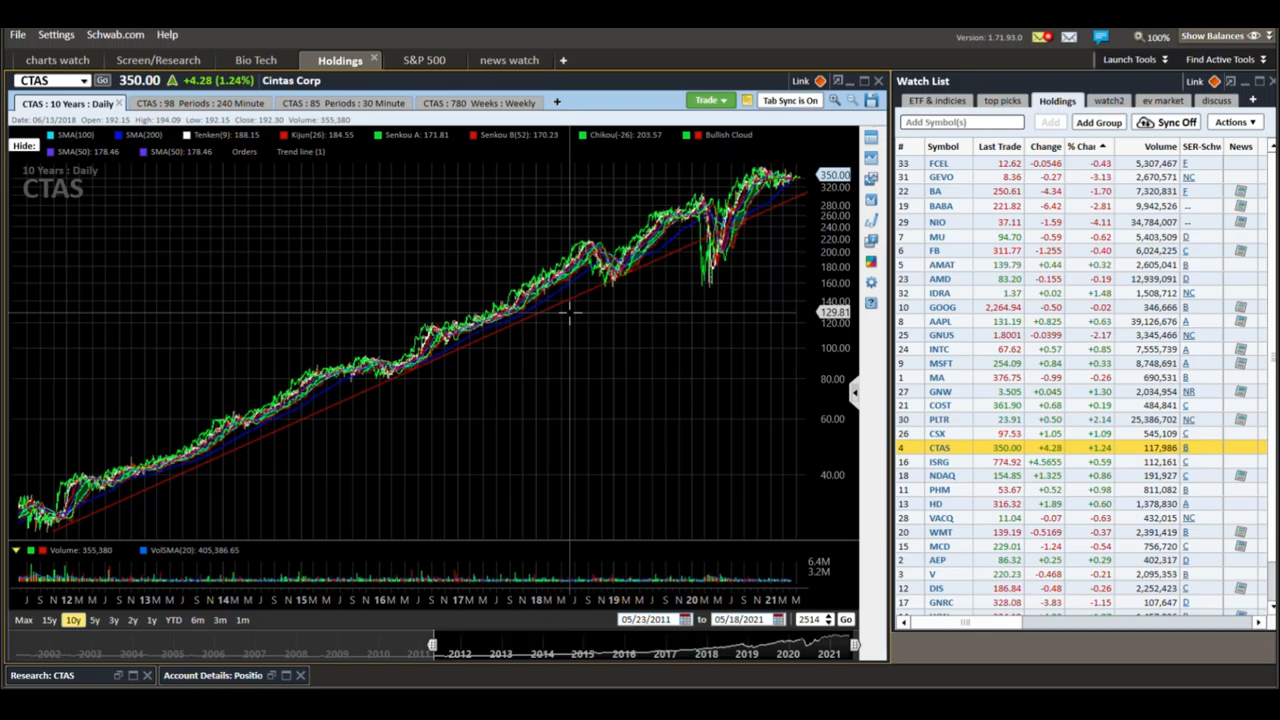 File Settings Schwab.com Help Version: 1.71.93.0 100% Show Balances
charts watch Screen/Research Bio Tech Holdings S&P 500 news watch + Launch Tools Find Active Tools
CTAS Go 350.00 +4.28 (1.24%) Cintas Corp Link Watch List Link
CTAS : 10 Years : Daily CTAS : 98 Periods : 240 Minute CTAS : 85 Periods : 30 Minute CTAS : 780 Weeks : Weekly + Trade Tab Sync is On ETF & indicies top picks Holdings watch2 ev market discuss +
Date: 06/13/2018 Open: 192.15 High: 194.09 Low: 192.15 Close: 192.30 Volume: 355,380 Add Symbol(s) Add Add Group Sync Off Actions
SMA(100) SMA(200) Tenken(9): 188.15 Kijun(26): 184.55 Senkou A: 171.81 Senkou B(52): 170.23 Chikou(-26): 203.57 Bullish Cloud
Hide: SMA(50): 178.46 SMA(50): 178.46 Orders Trend line (1)
10 Years : Daily
CTAS
350.00
320.00
280.00
260.00
240.00
220.00
200.00
180.00
160.00
140.00
129.81
120.00
100.00
80.00
60.00
40.00
Volume: 355,380 VolSMA(20): 405,386.65
6.4M
3.2M
J S N 12 M M J S N 13 M M J S N 14 M M J S N 15 M M J S N 16 M M J S N 17 M M J S N 18 M M J S N 19 M M J S N 20 M M J S N 21 M M
Max 15y 10y 5y 3y 2y 1y YTD 6m 3m 1m 05/23/2011 to 05/18/2021 2514 Go
2002 2003 2004 2005 2006 2007 2008 2009 2010 2011 2012 2013 2014 2015 2016 2017 2018 2019 2020 2021
Research: CTAS Account Details: Positio
# Symbol Last Trade Change % Char Volume SER-Schw News
33 FCEL 12.62 -0.0546 -0.43 5,307,467 F
31 GEVO 8.36 -0.27 -3.13 2,670,571 NC
22 BA 250.61 -4.34 -1.70 7,320,831 F
19 BABA 221.82 -6.42 -2.81 9,942,526 --
29 NIO 37.11 -1.59 -4.11 34,784,007 --
7 MU 94.70 -0.59 -0.62 5,403,509 D
6 FB 311.77 -1.255 -0.40 6,024,225 C
5 AMAT 139.79 +0.44 +0.32 2,605,041 B
23 AMD 83.20 -0.155 -0.19 12,939,091 D
32 IDRA 1.37 +0.02 +1.48 1,508,712 NC
10 GOOG 2,264.94 -0.50 -0.02 346,666 B
8 AAPL 131.19 +0.825 +0.63 39,126,676 A
25 GNUS 1.8001 -0.0399 -2.17 3,345,466 NC
24 INTC 67.62 +0.57 +0.85 7,555,739 A
9 MSFT 254.09 +0.84 +0.33 8,748,691 A
1 MA 376.75 -0.99 -0.26 690,531 B
27 GNW 3.505 +0.045 +1.30 2,034,954 NR
21 COST 361.90 +0.68 +0.19 484,841 C
30 PLTR 23.91 +0.50 +2.14 25,386,702 NC
26 CSX 97.53 +1.05 +1.09 545,109 C
4 CTAS 350.00 +4.28 +1.24 117,986 B
16 ISRG 774.92 +4.5655 +0.59 112,161 C
18 NDAQ 154.85 +1.325 +0.86 191,927 C
11 PHM 53.67 +0.52 +0.98 811,082 B
13 HD 316.32 +1.89 +0.60 1,378,830 A
28 VACQ 11.04 -0.07 -0.63 432,015 NC
20 WMT 139.19 -0.5169 -0.37 2,391,419 B
15 MCD 229.01 -1.24 -0.54 756,720 C
2 AEP 86.32 +0.25 +0.29 402,317 D
3 V 220.23 -0.468 -0.21 2,095,353 B
12 DIS 186.84 -0.48 -0.26 2,252,423 C
17 GNRC 328.08 -3.83 -1.15 107,647 D